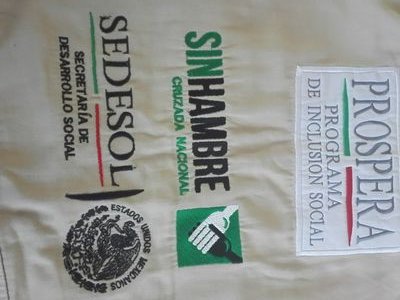 PROSPERA
PROGRAMA
DE INCLUSIÓN SOCIAL
SINHAMBRE
CRUZADA NACIONAL
SEDESOL
SECRETARÍA DE
DESARROLLO SOCIAL
ESTADOS UNIDOS MEXICANOS